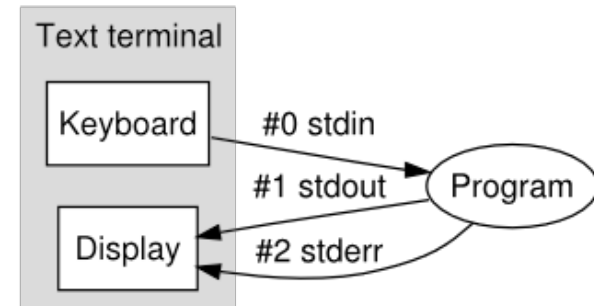 Text terminal
Keyboard
#0 stdin
#1 stdout
Program
Display
#2 stderr